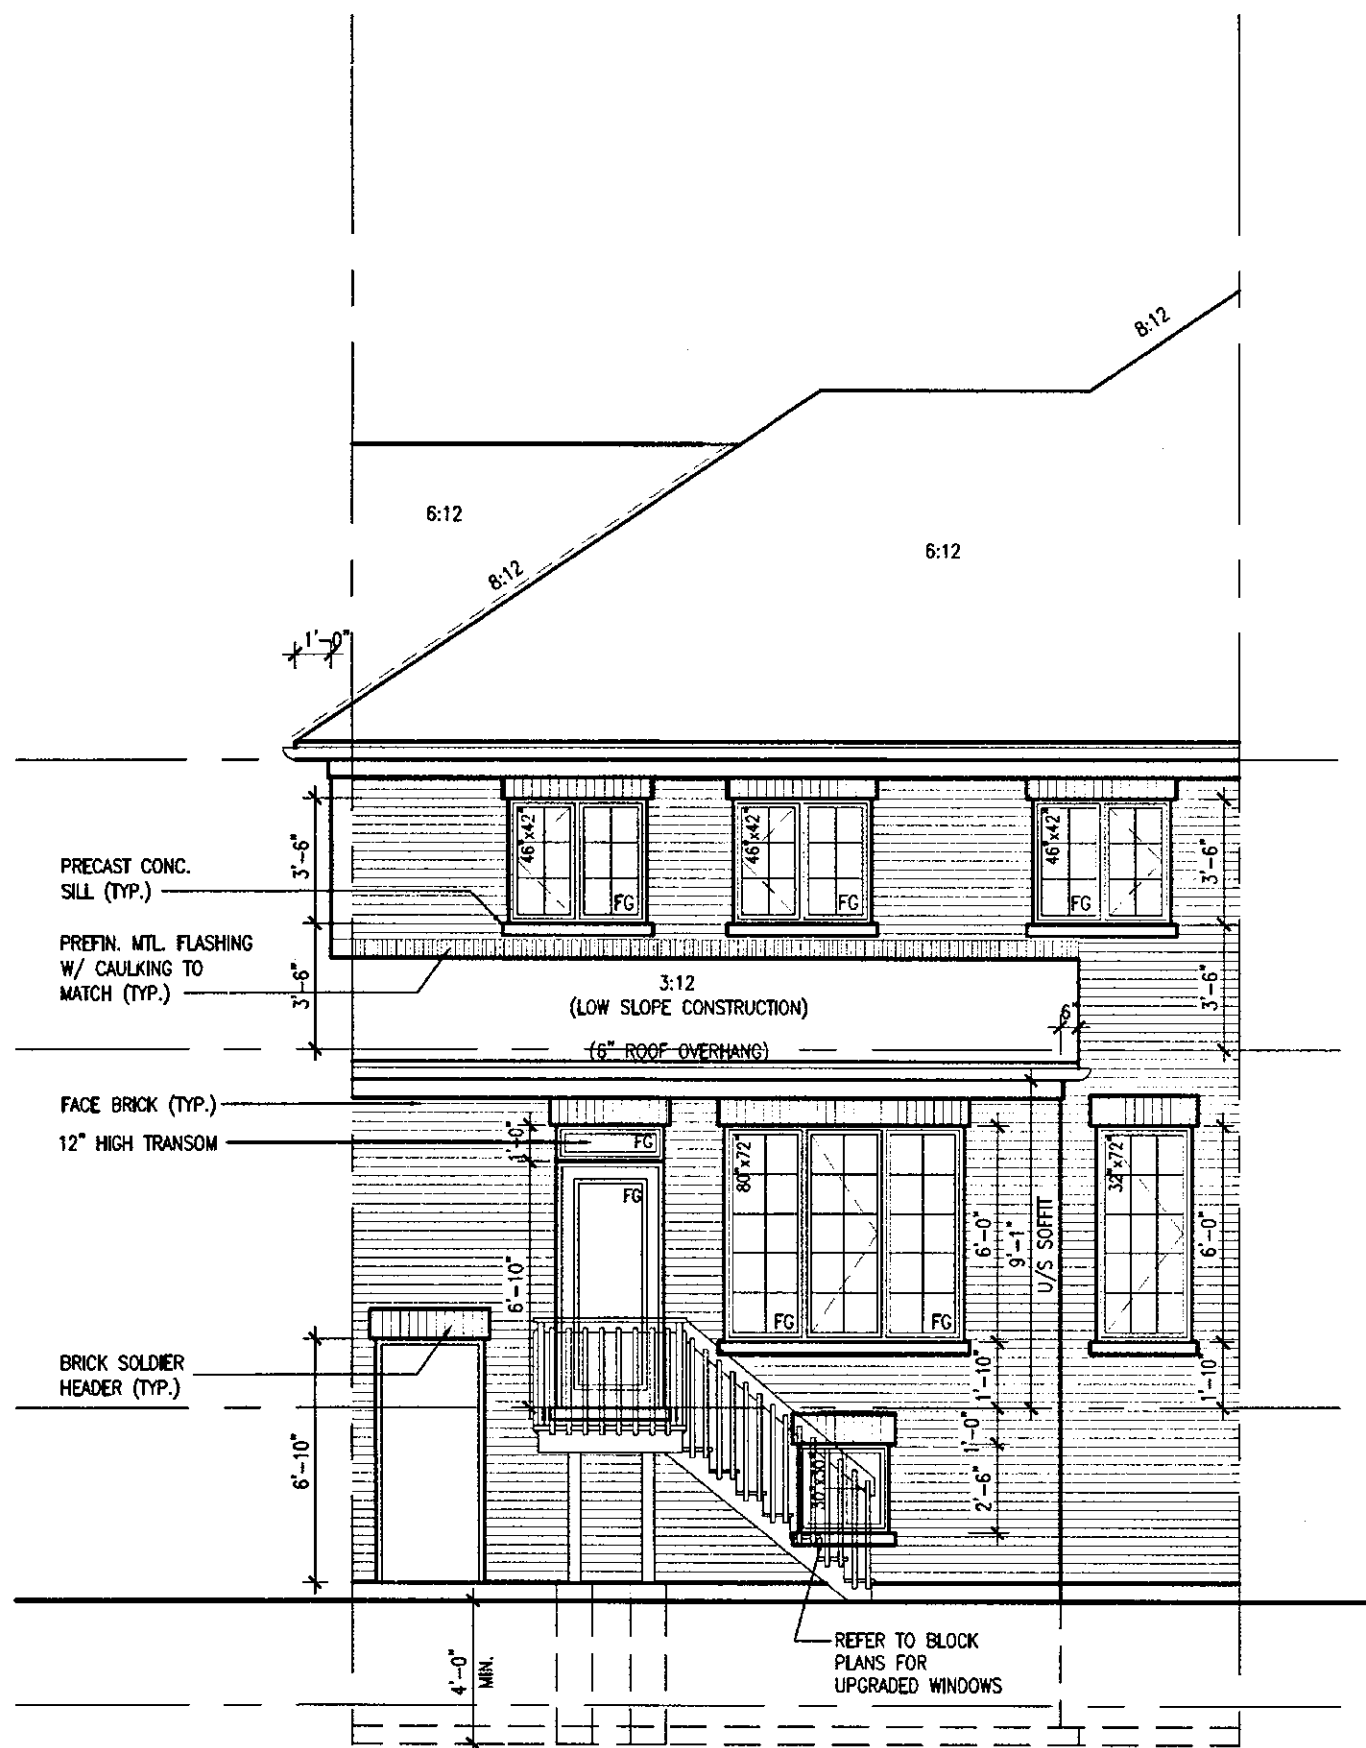 8:12
6:12
6:12
8:12
1'-0"
46"x42"
46"x42"
46"x42"
3'-6"
3'-6"
FG
FG
FG
PRECAST CONC.
SILL (TYP.)
PREFIN. MTL. FLASHING
W/ CAULKING TO
MATCH (TYP.)
3'-6"
3'-6"
3:12
(LOW SLOPE CONSTRUCTION)
6"
(6" ROOF OVERHANG)
FACE BRICK (TYP.)
12" HIGH TRANSOM
1'-0"
FG
FG
80"x72"
32"x72"
6'-0"
9'-1"
U/S SOFFIT
6'-0"
6'-10"
FG
FG
BRICK SOLDIER
HEADER (TYP.)
1'-10"
1'-10"
6'-10"
1'-0"
30"x30"
2'-6"
REFER TO BLOCK
PLANS FOR
UPGRADED WINDOWS
4'-0"
MIN.